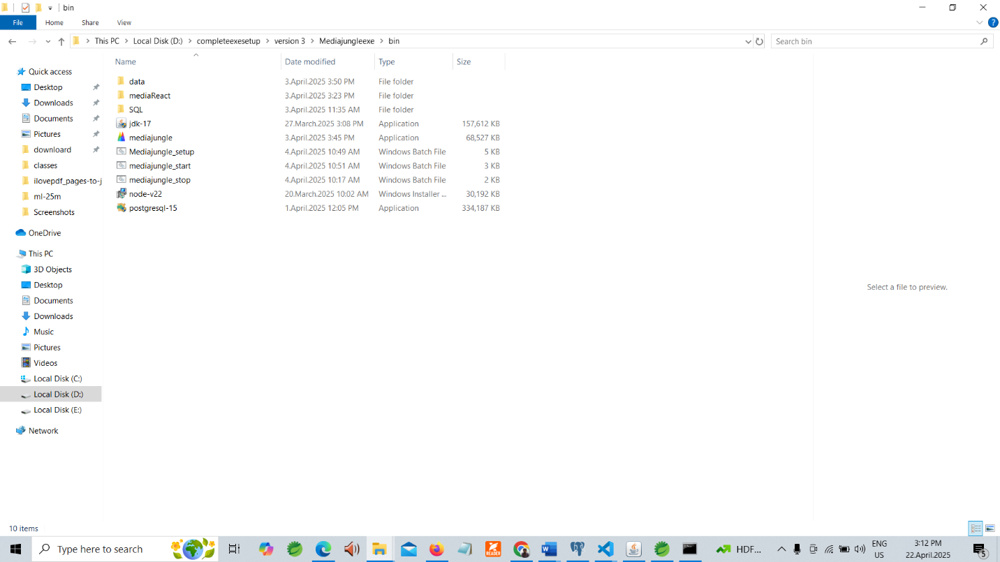 bin
File Home Share View
This PC Local Disk (D:) completeexesetup version 3 Mediajungleexe bin
Search bin
Name Date modified Type Size
Quick access
Desktop
Downloads
Documents
Pictures
downloard
classes
ilovepdf_pages-to-j
ml-25m
Screenshots
OneDrive
This PC
3D Objects
Desktop
Documents
Downloads
Music
Pictures
Videos
Local Disk (C:)
Local Disk (D:)
Local Disk (E:)
Network
data 3.April.2025 3:50 PM File folder
mediaReact 3.April.2025 3:23 PM File folder
SQL 3.April.2025 11:35 AM File folder
jdk-17 27.March.2025 3:08 PM Application 157,612 KB
mediajungle 3.April.2025 3:45 PM Application 68,527 KB
Mediajungle_setup 4.April.2025 10:49 AM Windows Batch File 5 KB
mediajungle_start 4.April.2025 10:51 AM Windows Batch File 3 KB
mediajungle_stop 4.April.2025 10:17 AM Windows Batch File 2 KB
node-v22 20.March.2025 10:02 AM Windows Installer ... 30,192 KB
postgresql-15 1.April.2025 12:05 PM Application 334,187 KB
Select a file to preview.
10 items
Type here to search
READER
HDF...
ENG
US
3:12 PM
22.April.2025
5